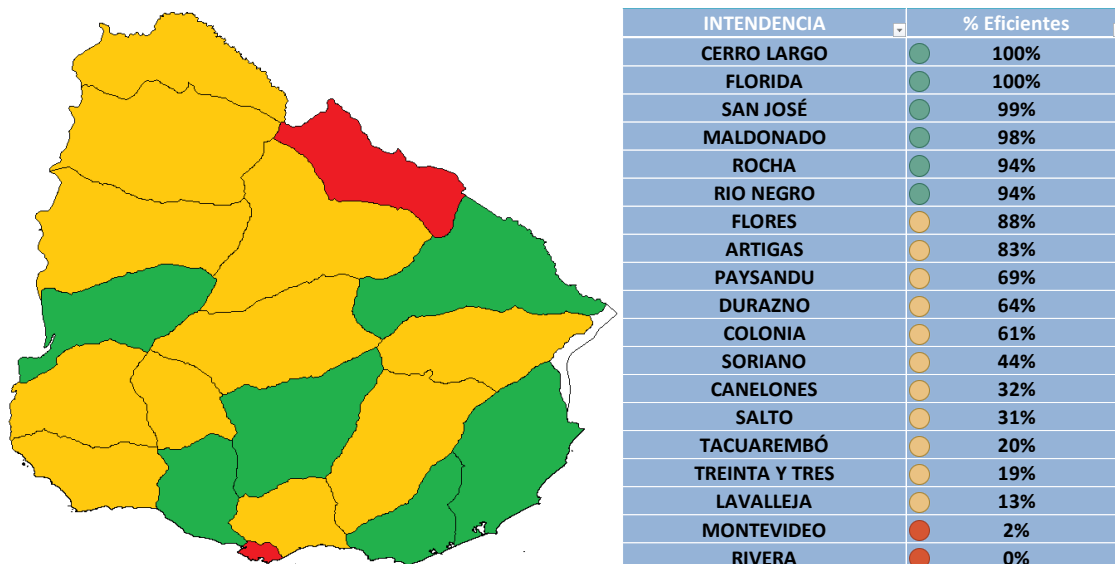 INTENDENCIA % Eficientes
CERRO LARGO 100%
FLORIDA 100%
SAN JOSÉ 99%
MALDONADO 98%
ROCHA 94%
RIO NEGRO 94%
FLORES 88%
ARTIGAS 83%
PAYSANDU 69%
DURAZNO 64%
COLONIA 61%
SORIANO 44%
CANELONES 32%
SALTO 31%
TACUAREMBÓ 20%
TREINTA Y TRES 19%
LAVALLEJA 13%
MONTEVIDEO 2%
RIVERA 0%